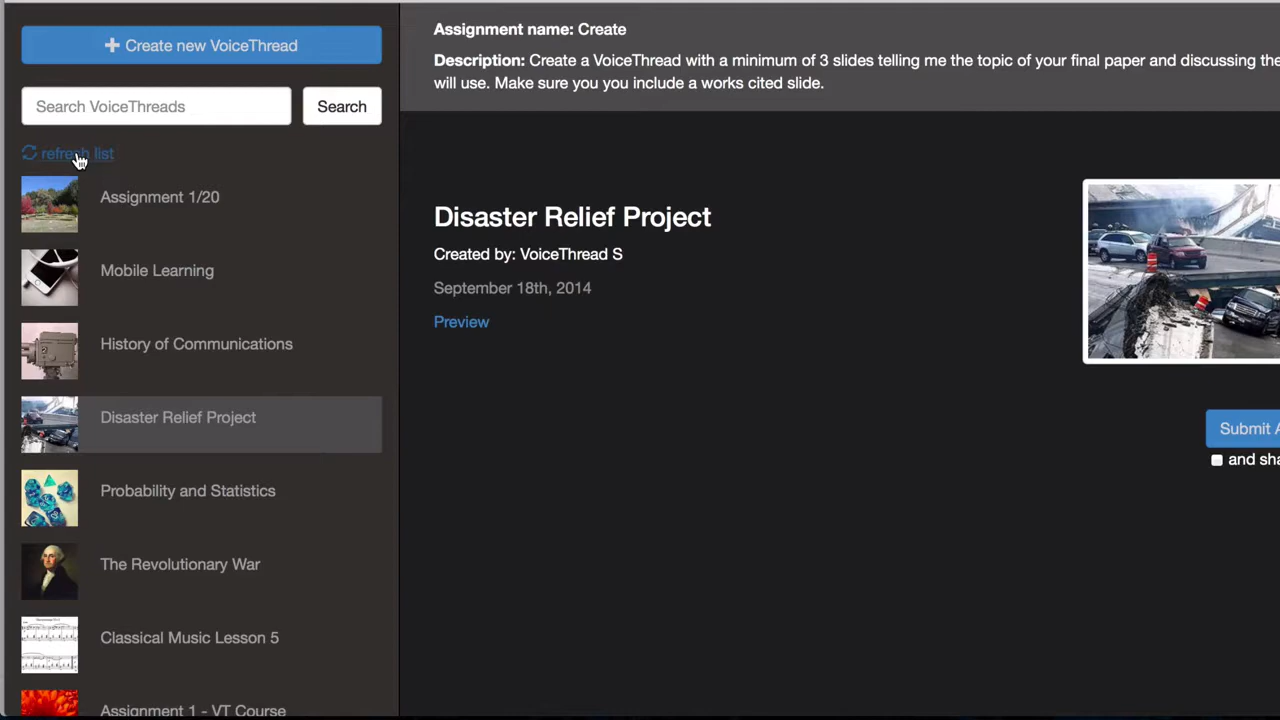 Create new VoiceThread
Search VoiceThreads
Search
refresh list
Assignment 1/20
Mobile Learning
History of Communications
Disaster Relief Project
Probability and Statistics
The Revolutionary War
Classical Music Lesson 5
Assignment 1 - VT Course
Assignment name: Create
Description: Create a VoiceThread with a minimum of 3 slides telling me the topic of your final paper and discussing the
will use. Make sure you you include a works cited slide.
Disaster Relief Project
Created by: VoiceThread S
September 18th, 2014
Preview
Submit
and